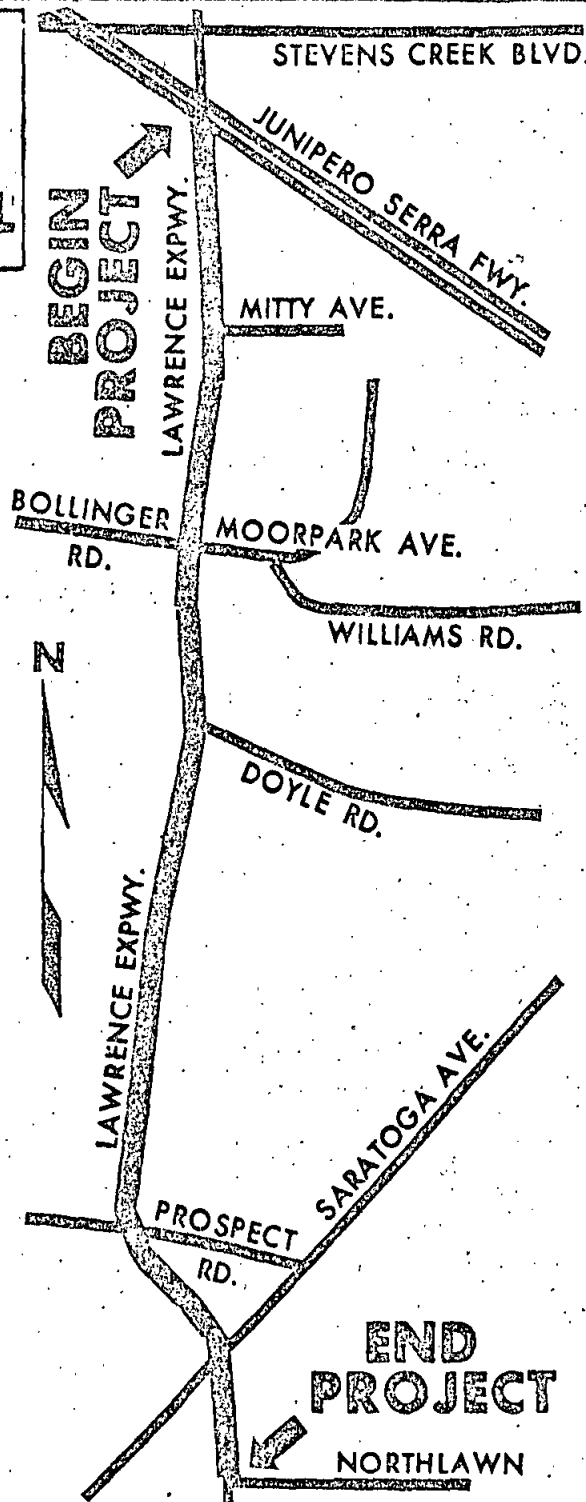 STEVENS CREEK BLVD.
JUNIPERO SERRA FWY.
BEGIN
PROJECT
LAWRENCE EXPWY.
MITTY AVE.
BOLLINGER
RD.
MOORPARK AVE.
WILLIAMS RD.
N
DOYLE RD.
LAWRENCE EXPWY.
SARATOGA AVE.
PROSPECT
RD.
END
PROJECT
NORTHLAWN